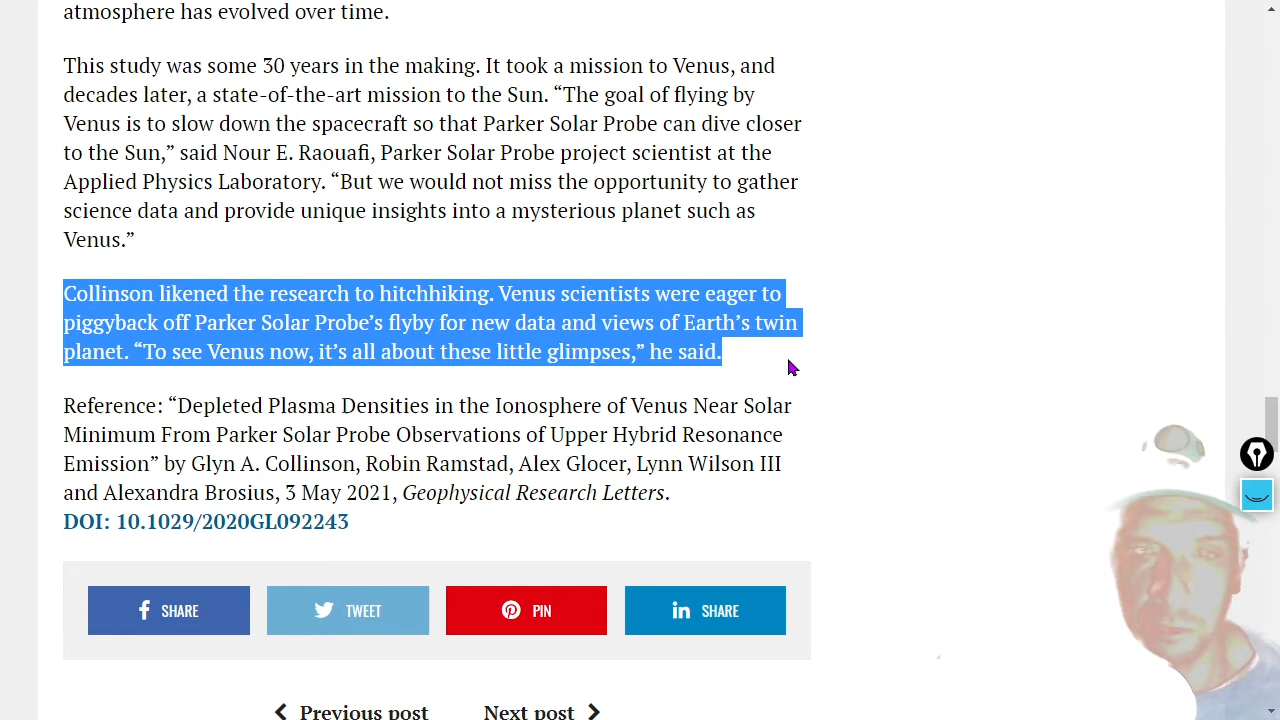 atmosphere has evolved over time.
This study was some 30 years in the making. It took a mission to Venus, and
decades later, a state-of-the-art mission to the Sun. “The goal of flying by
Venus is to slow down the spacecraft so that Parker Solar Probe can dive closer
to the Sun,” said Nour E. Raouafi, Parker Solar Probe project scientist at the
Applied Physics Laboratory. “But we would not miss the opportunity to gather
science data and provide unique insights into a mysterious planet such as
Venus.”
Collinson likened the research to hitchhiking. Venus scientists were eager to
piggyback off Parker Solar Probe’s flyby for new data and views of Earth’s twin
planet. “To see Venus now, it’s all about these little glimpses,” he said.
Reference: “Depleted Plasma Densities in the Ionosphere of Venus Near Solar
Minimum From Parker Solar Probe Observations of Upper Hybrid Resonance
Emission” by Glyn A. Collinson, Robin Ramstad, Alex Glocer, Lynn Wilson III
and Alexandra Brosius, 3 May 2021, Geophysical Research Letters.
DOI: 10.1029/2020GL092243
SHARE TWEET PIN SHARE
Previous post Next post